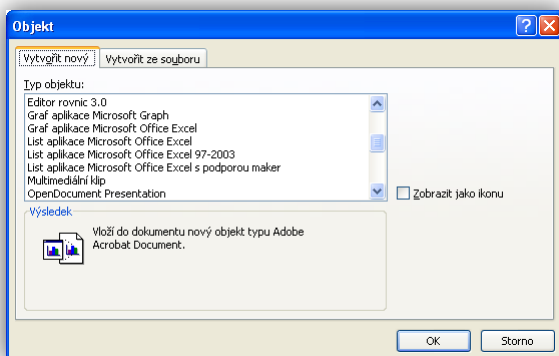 Objekt
Vytvořit nový
Vytvořit ze souboru
Typ objektu:
Editor rovnic 3.0
Graf aplikace Microsoft Graph
Graf aplikace Microsoft Office Excel
List aplikace Microsoft Office Excel
List aplikace Microsoft Office Excel 97-2003
List aplikace Microsoft Office Excel s podporou maker
Multimediální klip
OpenDocument Presentation
Zobrazit jako ikonu
Výsledek
Vloží do dokumentu nový objekt typu Adobe
Acrobat Document.
OK
Storno